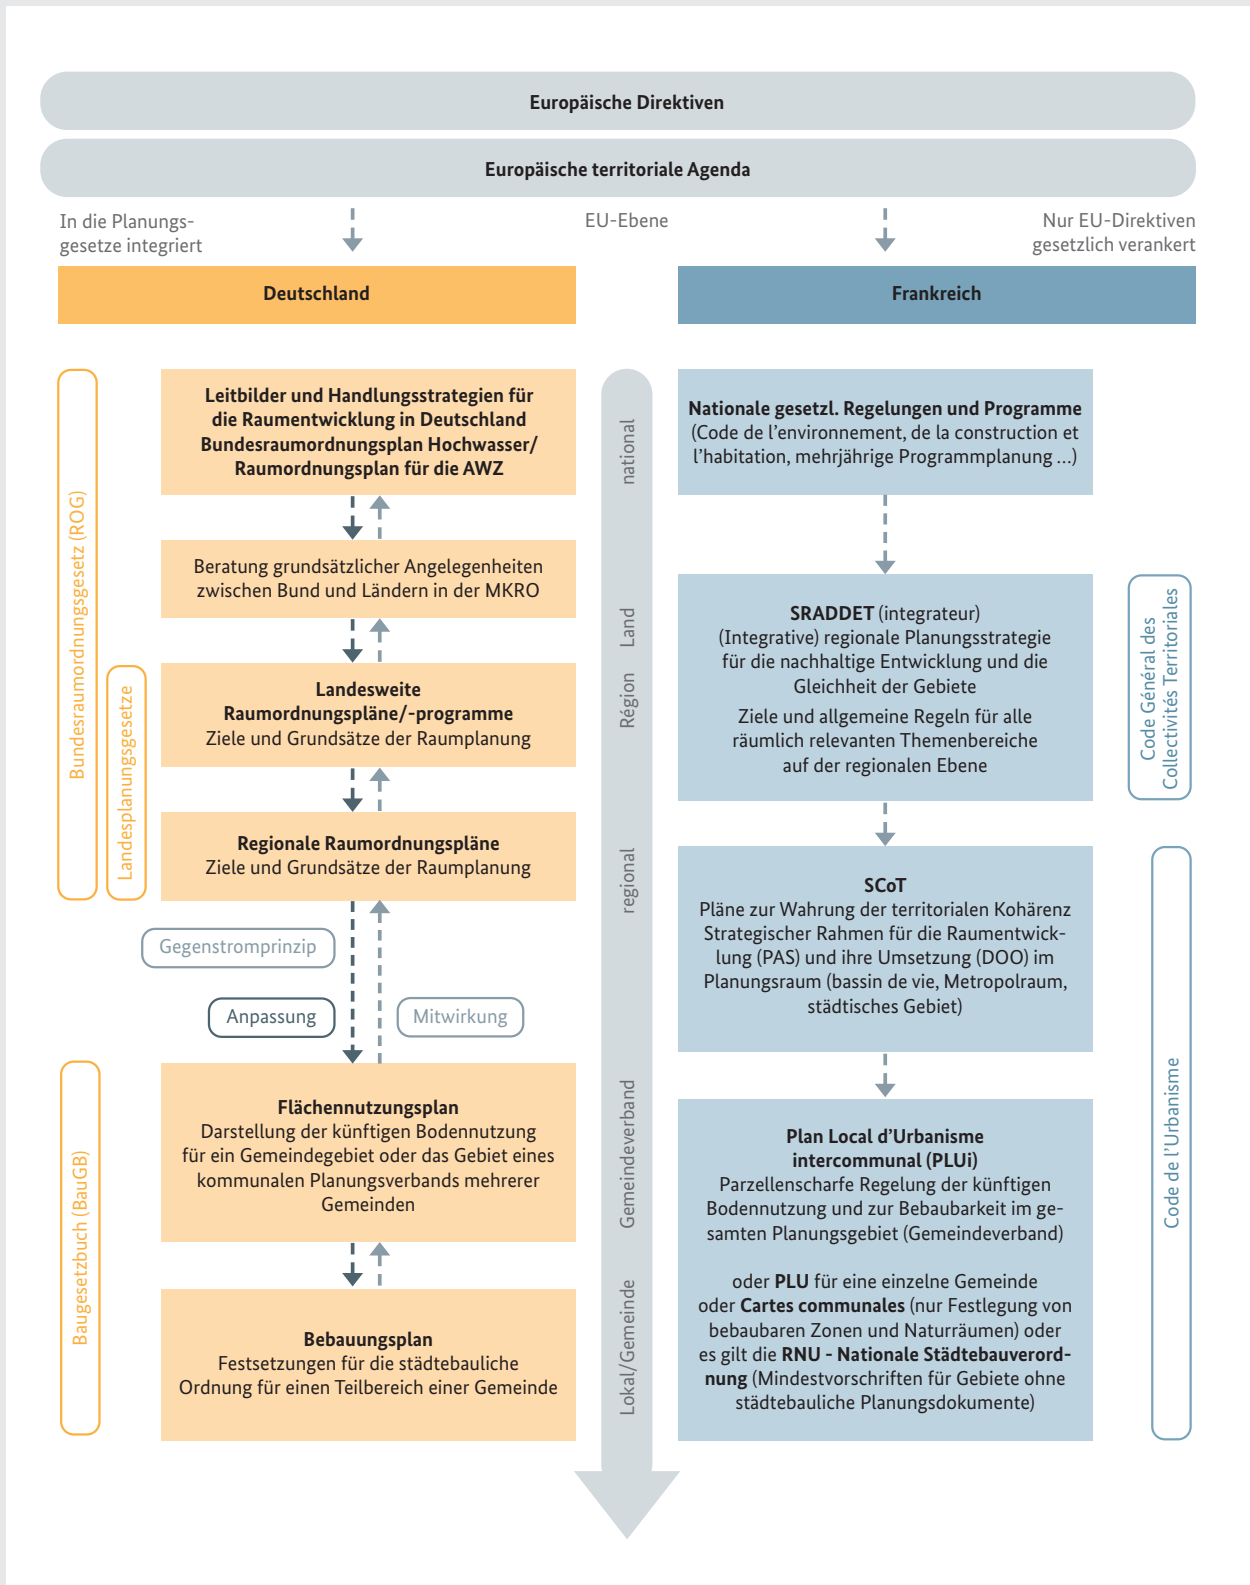 Europäische Direktiven
Europäische territoriale Agenda
In die Planungs-
gesetze integriert
EU-Ebene
Nur EU-Direktiven
gesetzlich verankert
Deutschland
Frankreich
Bundesraumordnungsgesetz (ROG)
Landesplanungsgesetze
Leitbilder und Handlungsstrategien für
die Raumentwicklung in Deutschland
Bundesraumordnungsplan Hochwasser/
Raumordnungsplan für die AWZ
Beratung grundsätzlicher Angelegenheiten
zwischen Bund und Ländern in der MKRO
Landesweite
Raumordnungspläne/-programme
Ziele und Grundsätze der Raumplanung
Regionale Raumordnungspläne
Ziele und Grundsätze der Raumplanung
Gegenstromprinzip
Anpassung
Mitwirkung
Baugesetzbuch (BauGB)
Flächennutzungsplan
Darstellung der künftigen Bodennutzung
für ein Gemeindegebiet oder das Gebiet eines
kommunalen Planungsverbands mehrerer
Gemeinden
Bebauungsplan
Festsetzungen für die städtebauliche
Ordnung für einen Teilbereich einer Gemeinde
national
Land
Région
regional
Gemeindeverband
Lokal/Gemeinde
Nationale gesetzl. Regelungen und Programme
(Code de l'environnement, de la construction et
l'habitation, mehrjährige Programmplanung ...)
SRADDET (integrateur)
(Integrative) regionale Planungsstrategie
für die nachhaltige Entwicklung und die
Gleichheit der Gebiete
Ziele und allgemeine Regeln für alle
räumlich relevanten Themenbereiche
auf der regionalen Ebene
Code Général des
Collectivités Territoriales
SCoT
Pläne zur Wahrung der territorialen Kohärenz
Strategischer Rahmen für die Raumentwick-
lung (PAS) und ihre Umsetzung (DOO) im
Planungsraum (bassin de vie, Metropolraum,
städtisches Gebiet)
Plan Local d'Urbanisme
intercommunal (PLUi)
Parzellenscharfe Regelung der künftigen
Bodennutzung und zur Bebaubarkeit im ge-
samten Planungsgebiet (Gemeindeverband)
oder PLU für eine einzelne Gemeinde
oder Cartes communales (nur Festlegung von
bebaubaren Zonen und Naturräumen) oder
es gilt die RNU - Nationale Städtebauverord-
nung (Mindestvorschriften für Gebiete ohne
städtebauliche Planungsdokumente)
Code de l'Urbanisme